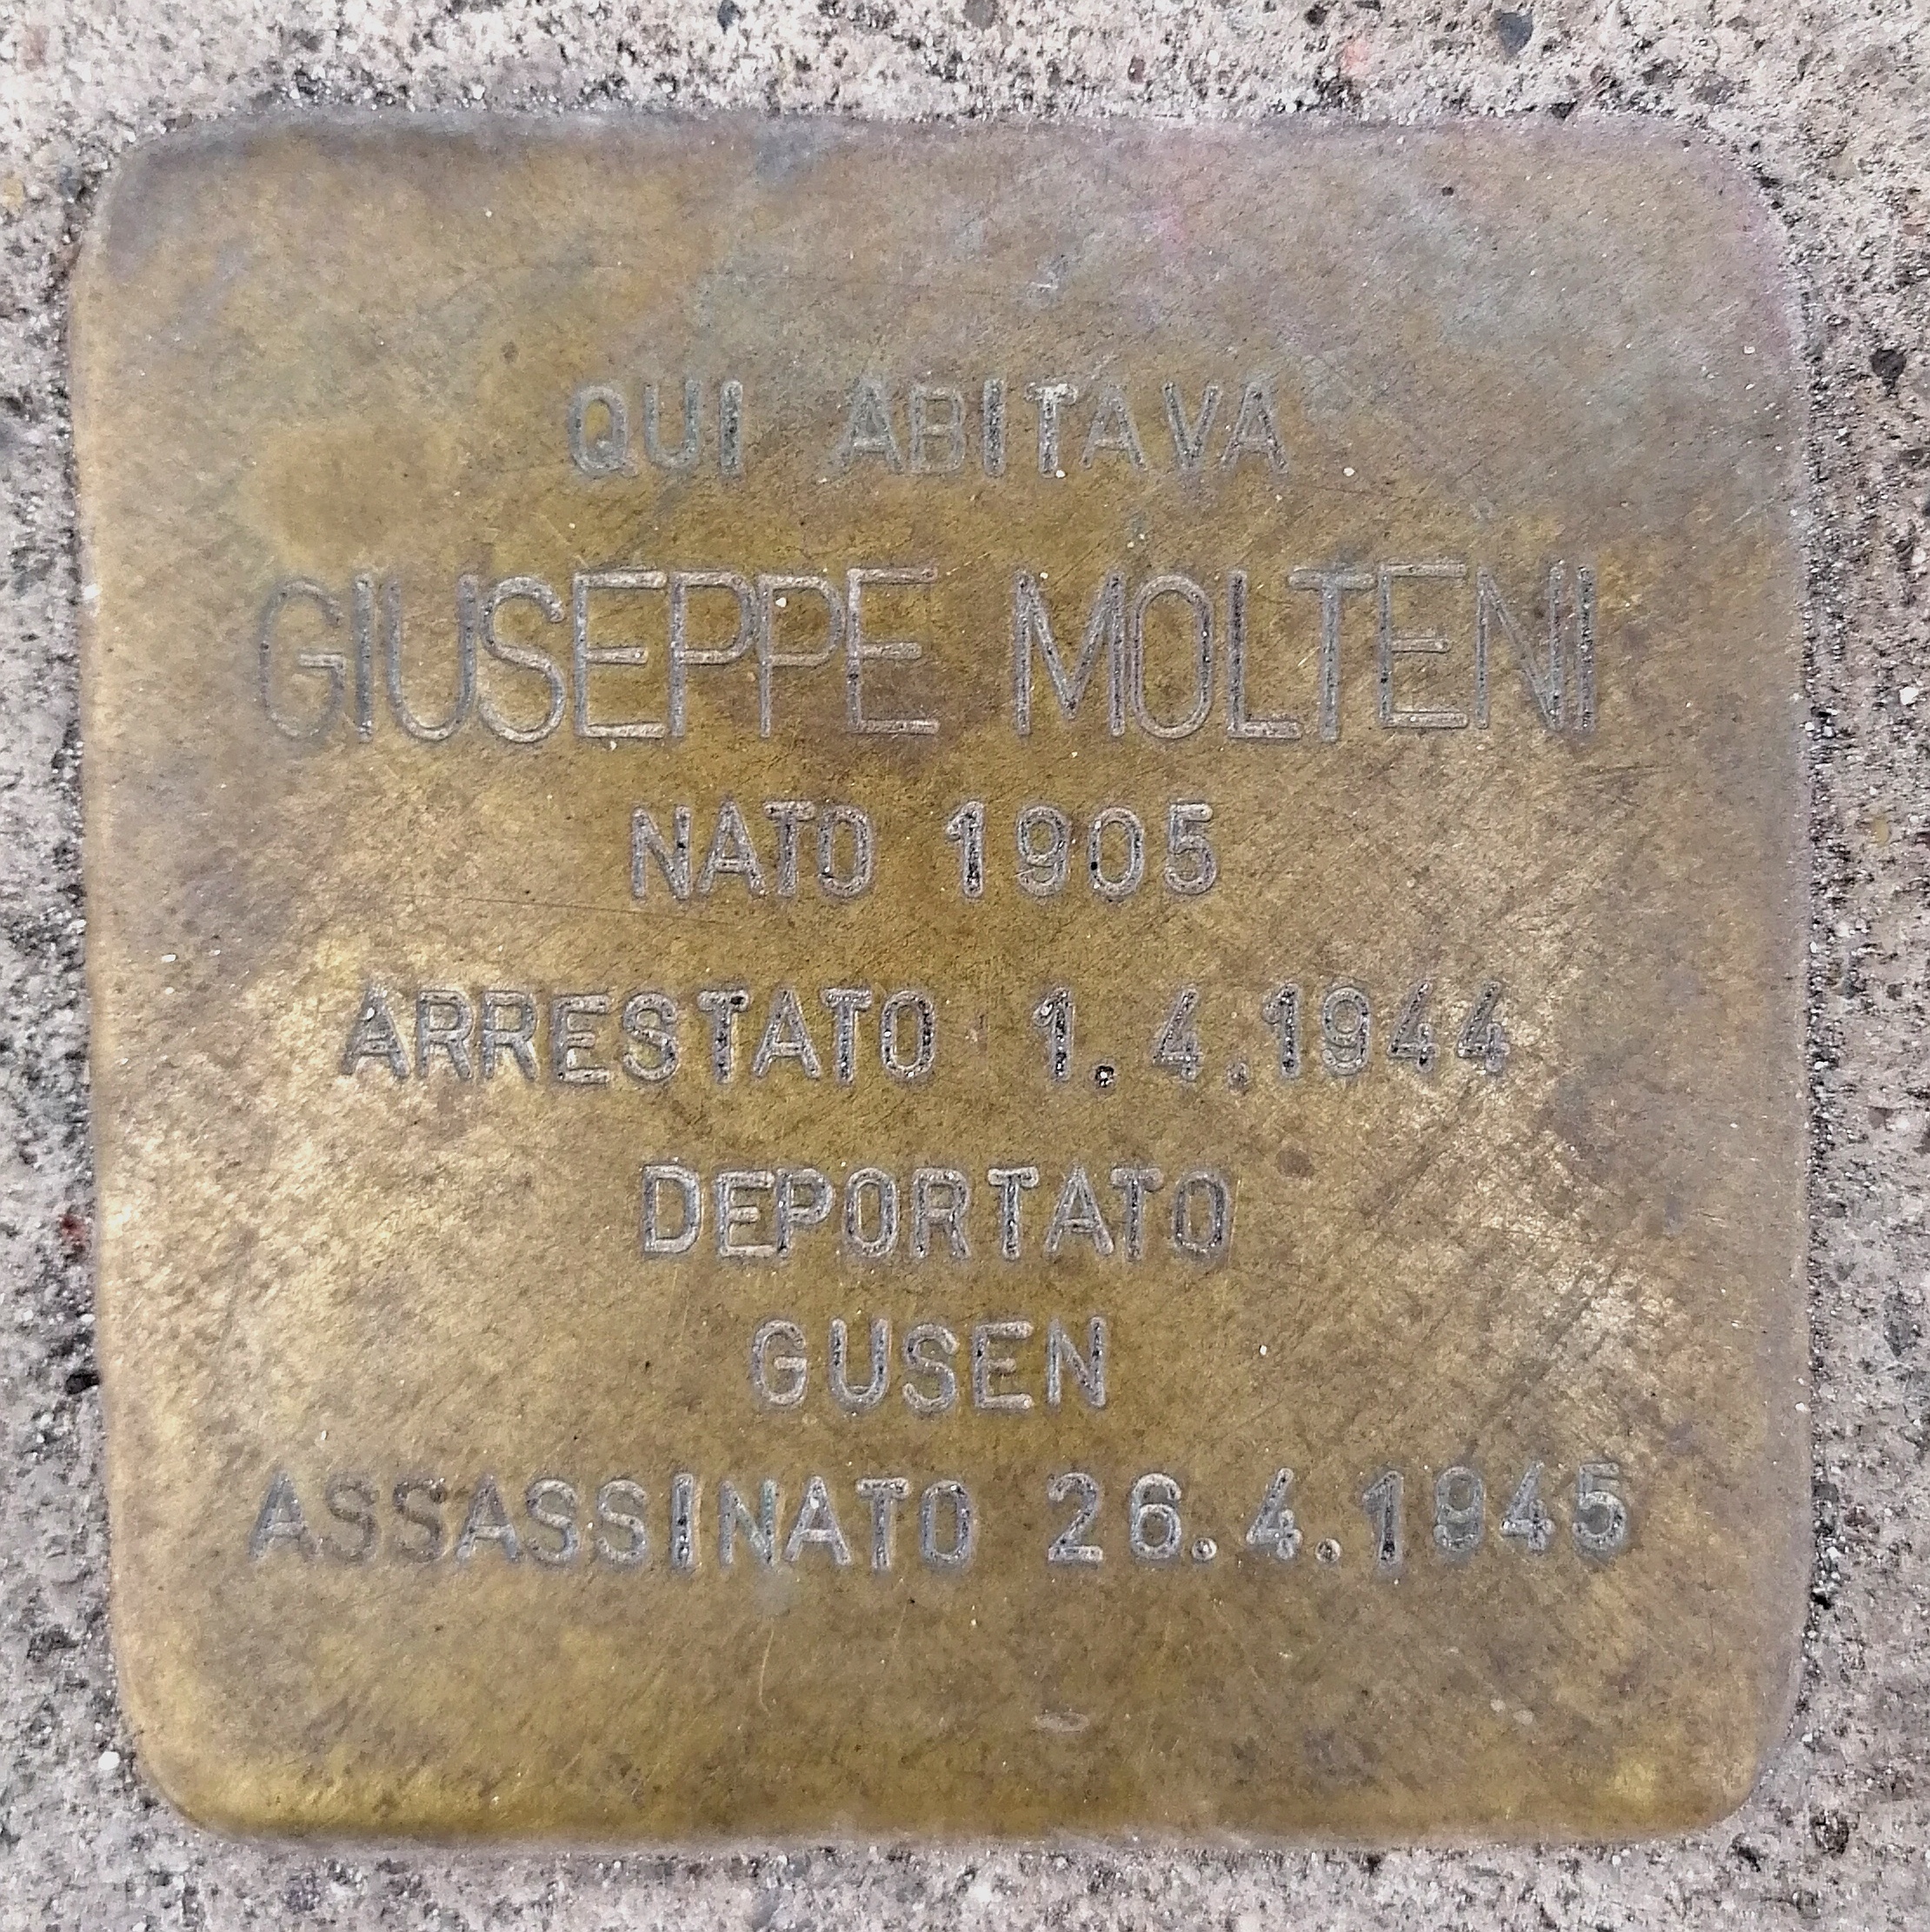 QUI ABITAVA
GIUSEPPE MOLTENI
NATO 1905
ARRESTATO 1.4.1944
DEPORTATO
GUSEN
ASSASSINATO 26.4.1945